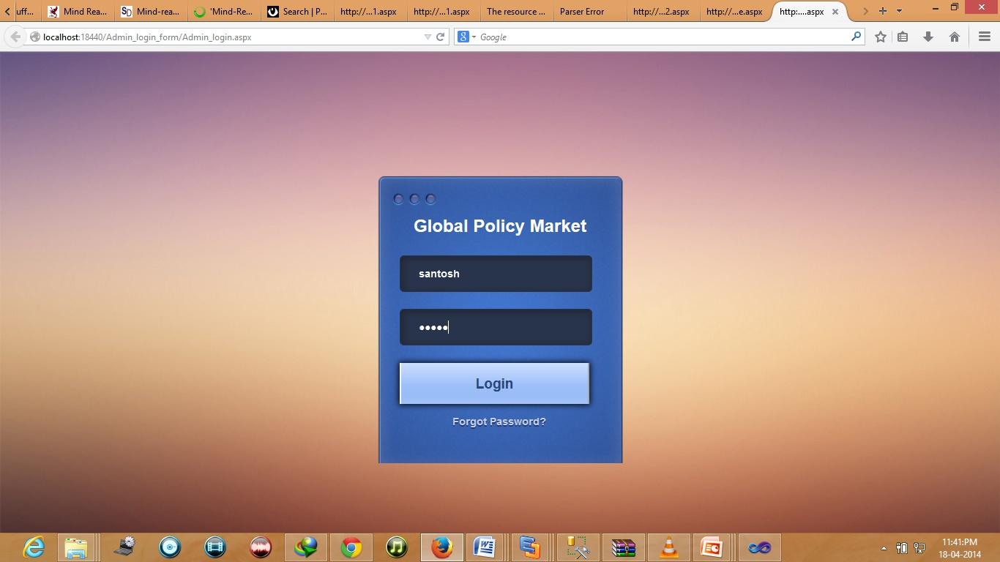 uff...
Mind Rea...
Mind-rea...
'Mind-Re...
Search | P...
http://...1.aspx
http://...1.aspx
The resource ...
Parser Error
http://...2.aspx
http://...e.aspx
http:....aspx
localhost:18440/Admin_login_form/Admin_login.aspx
Google
Global Policy Market
santosh
•••••
Login
Forgot Password?
11:41:PM
18-04-2014